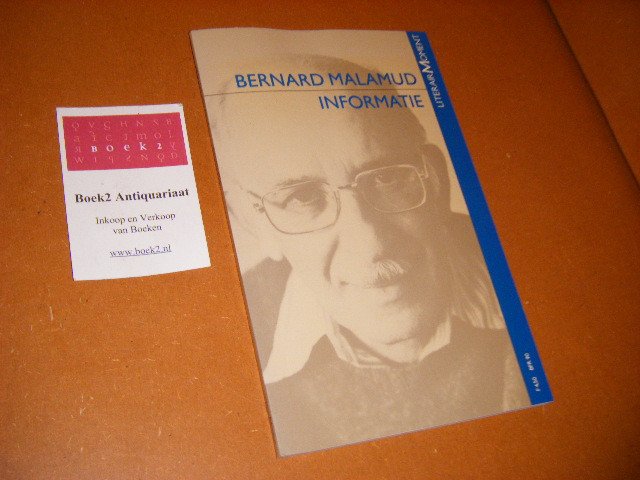 BOEK2
Boek2 Antiquariaat
Inkoop en Verkoop
van Boeken
www.boek2.nl
BERNARD MALAMUD
INFORMATIE
LITERAIR MOMENT